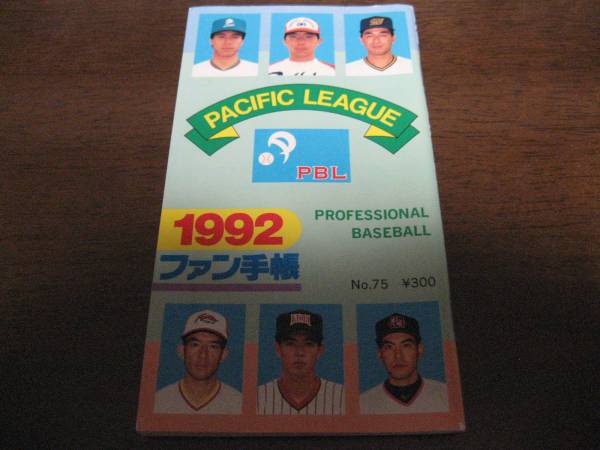 PACIFIC LEAGUE
PBL
1992
ファン手帳
PROFESSIONAL
BASEBALL
No.75 ¥300